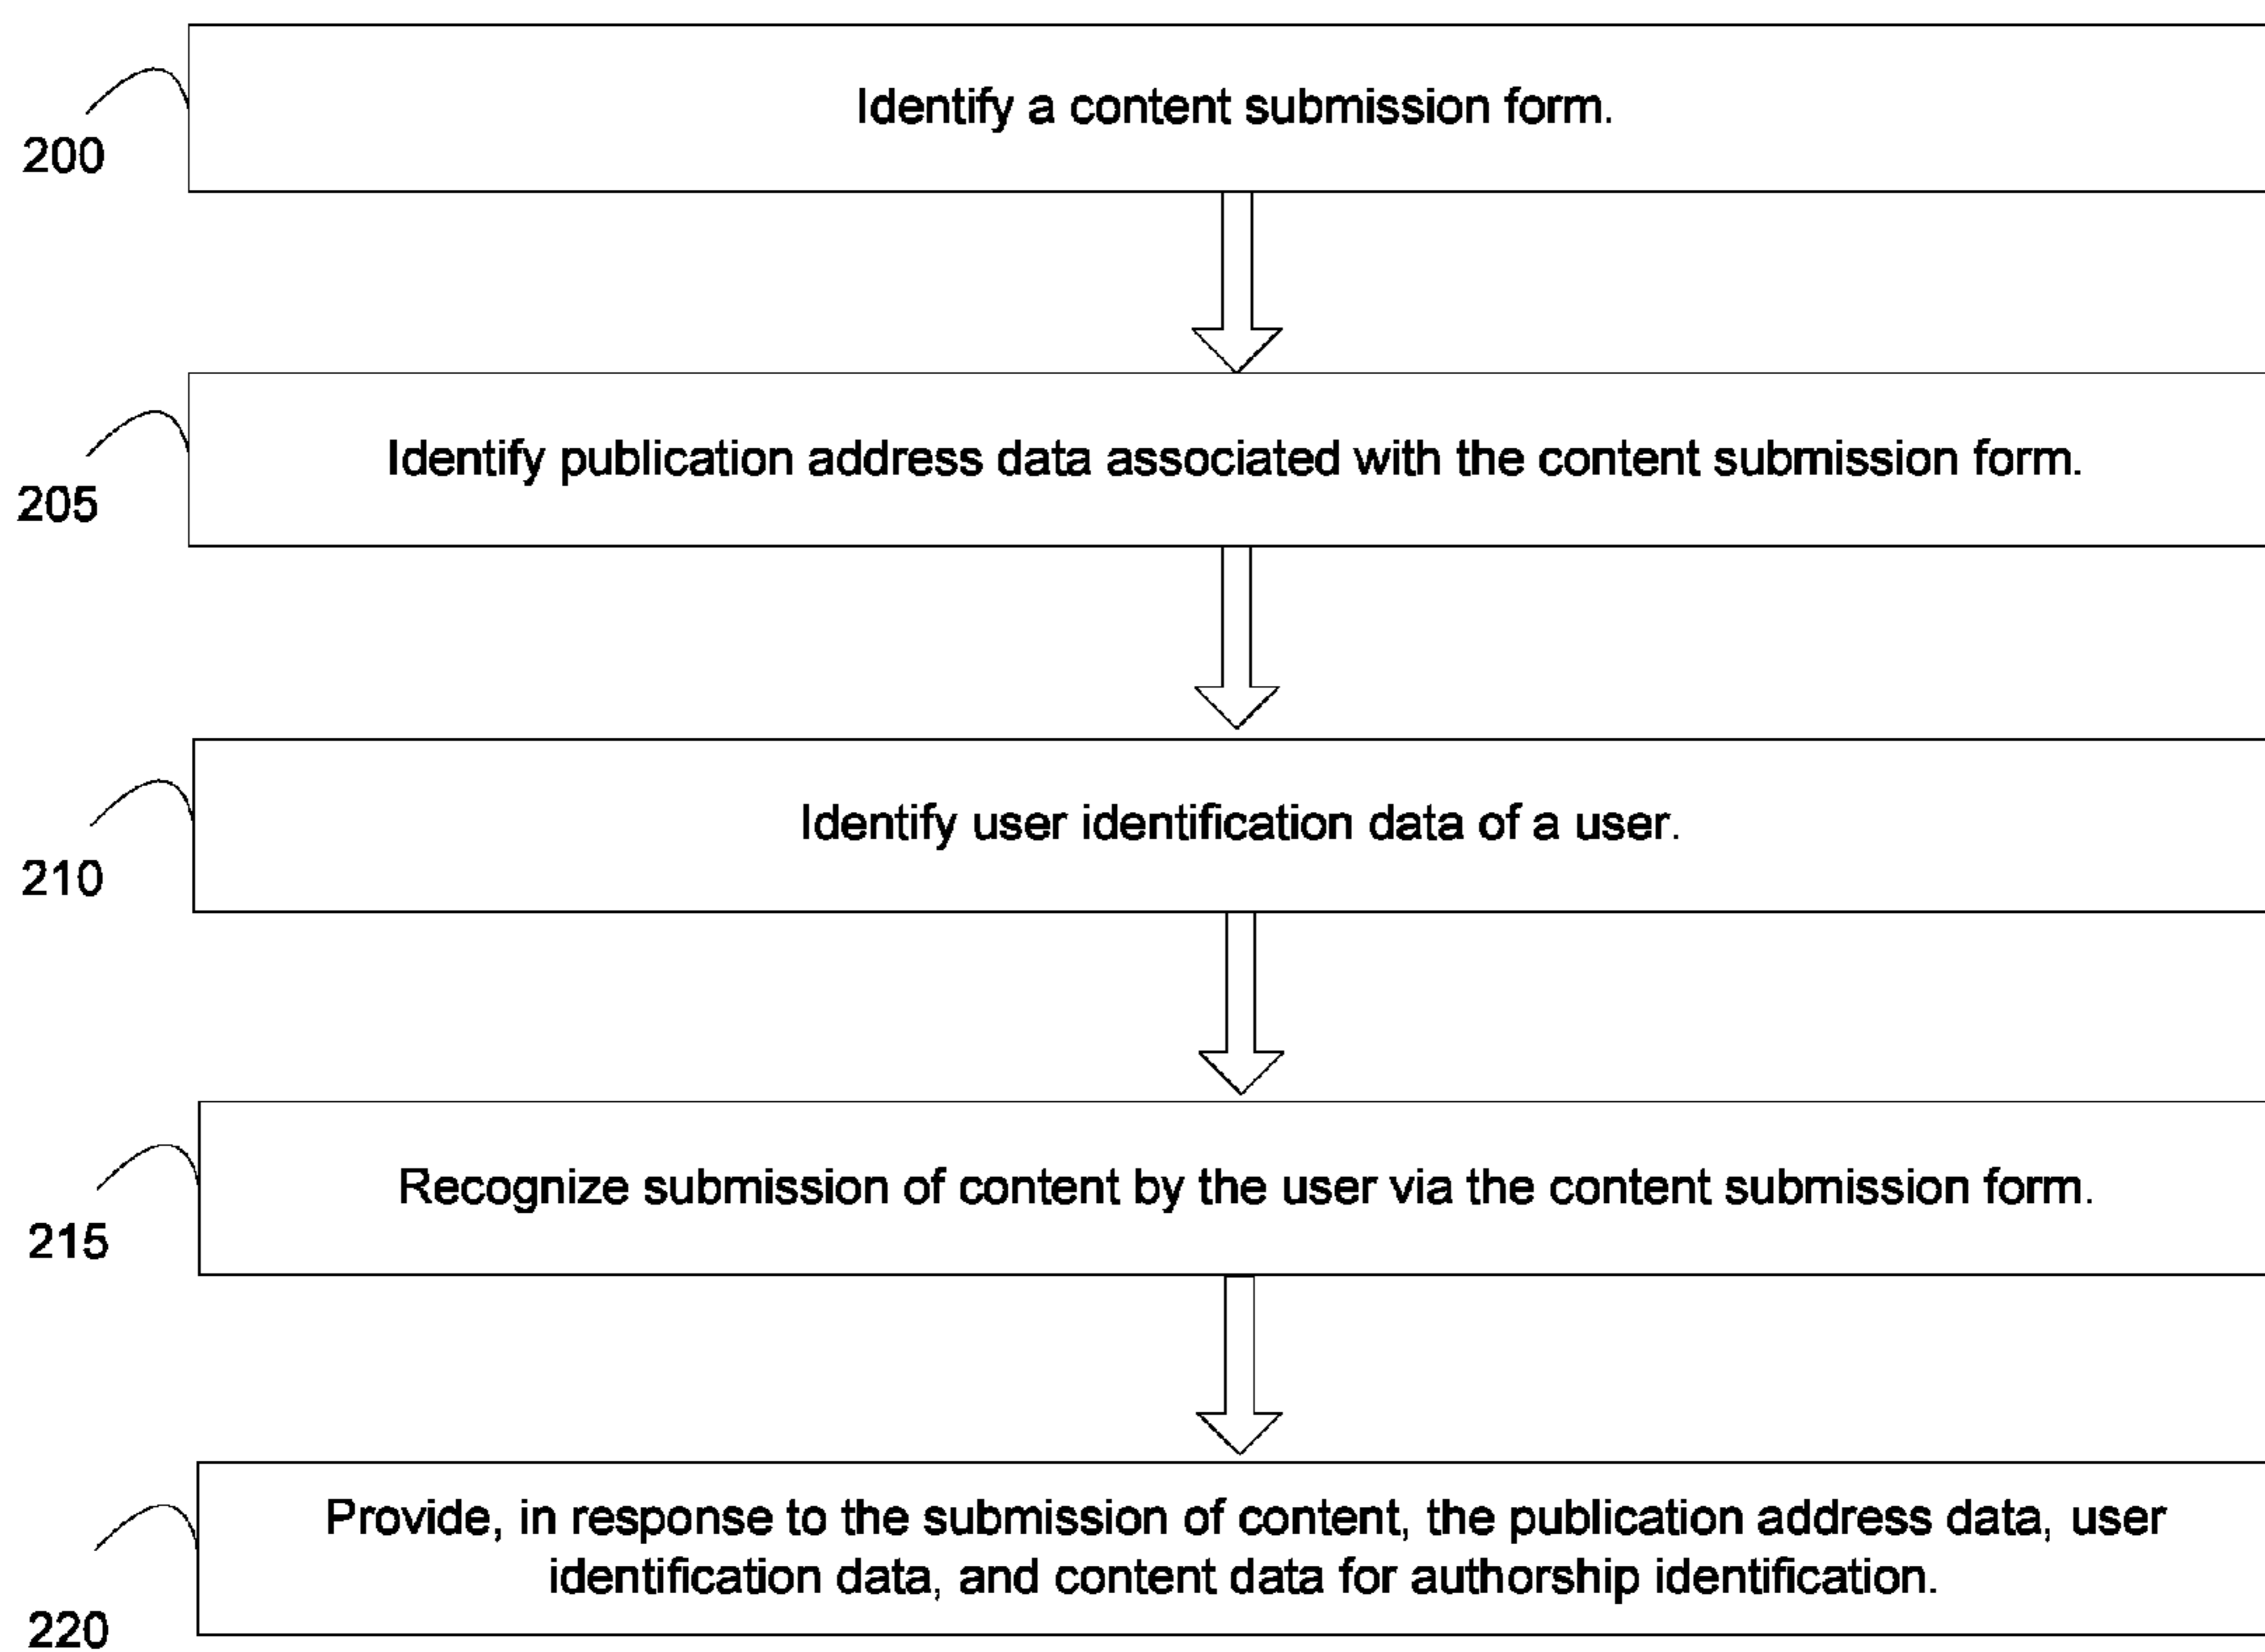 Identify a content submission form.
200
Identify publication address data associated with the content submission form.
205
Identify user identification data of a user.
210
Recognize submission of content by the user via the content submission form.
215
Provide, in response to the submission of content, the publication address data, user
identification data, and content data for authorship identification.
220